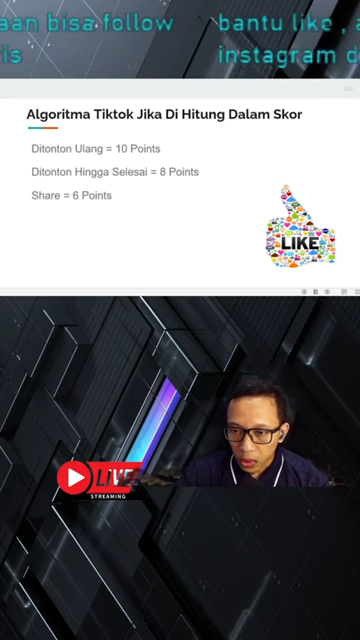 aan bisa follow bantu like , a
is instagram d
Algoritma Tiktok Jika Di Hitung Dalam Skor
Ditonton Ulang = 10 Points
Ditonton Hingga Selesai = 8 Points
Share = 6 Points
LIKE
LIVE
STREAMING